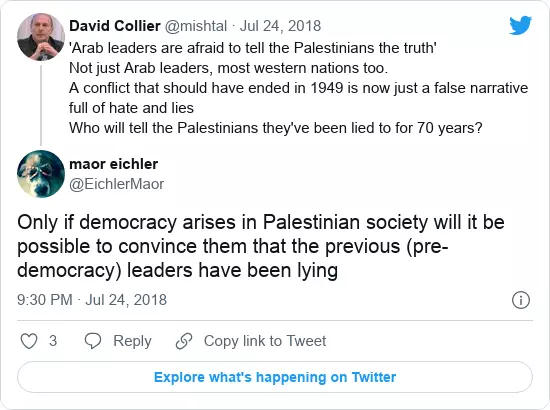 David Collier @mishtal · Jul 24, 2018
'Arab leaders are afraid to tell the Palestinians the truth'
Not just Arab leaders, most western nations too.
A conflict that should have ended in 1949 is now just a false narrative
full of hate and lies
Who will tell the Palestinians they've been lied to for 70 years?
maor eichler
@EichlerMaor
Only if democracy arises in Palestinian society will it be
possible to convince them that the previous (pre-
democracy) leaders have been lying
9:30 PM · Jul 24, 2018
3 Reply Copy link to Tweet
Explore what's happening on Twitter